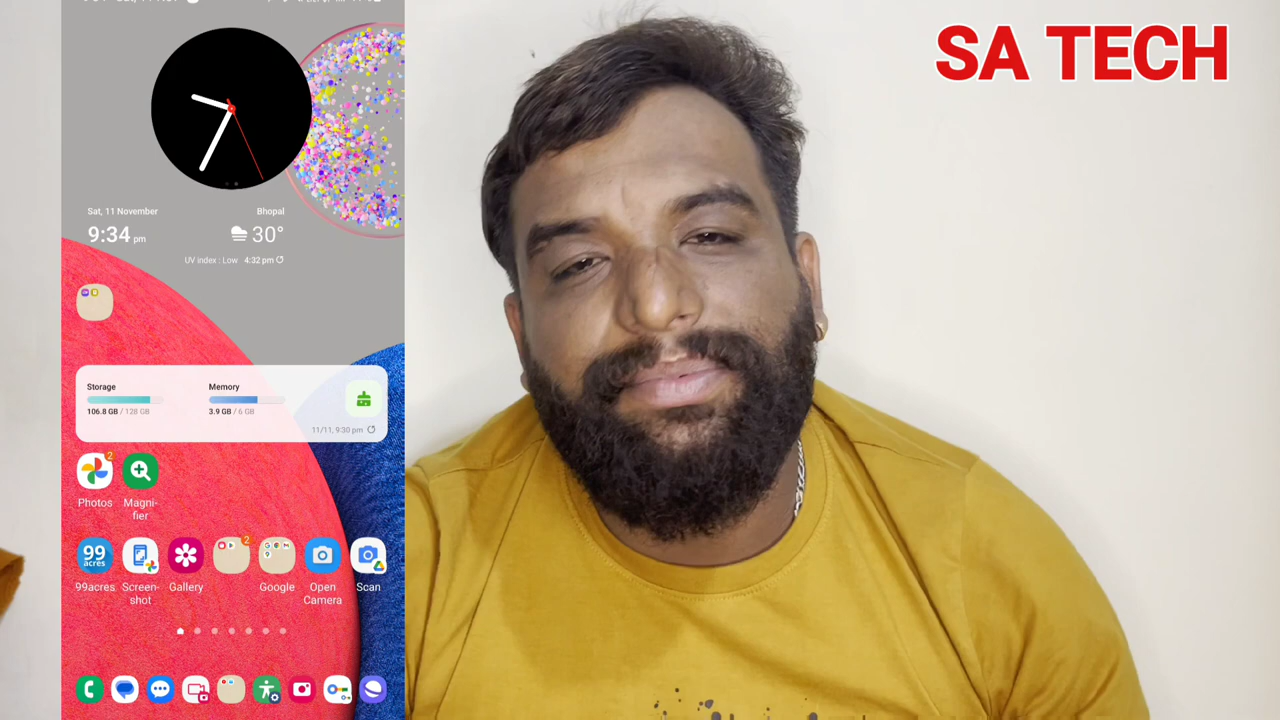 SA TECH
Sat, 11 November
Bhopal
9:34 pm
30°
UV index : Low 4:32 pm
Storage
Memory
106.8 GB / 128 GB
3.9 GB / 6 GB
11/11, 9:30 pm
2
Photos
Magni-
fier
99
acres
2
99acres
Screen-
shot
Gallery
Google
Open
Camera
Scan